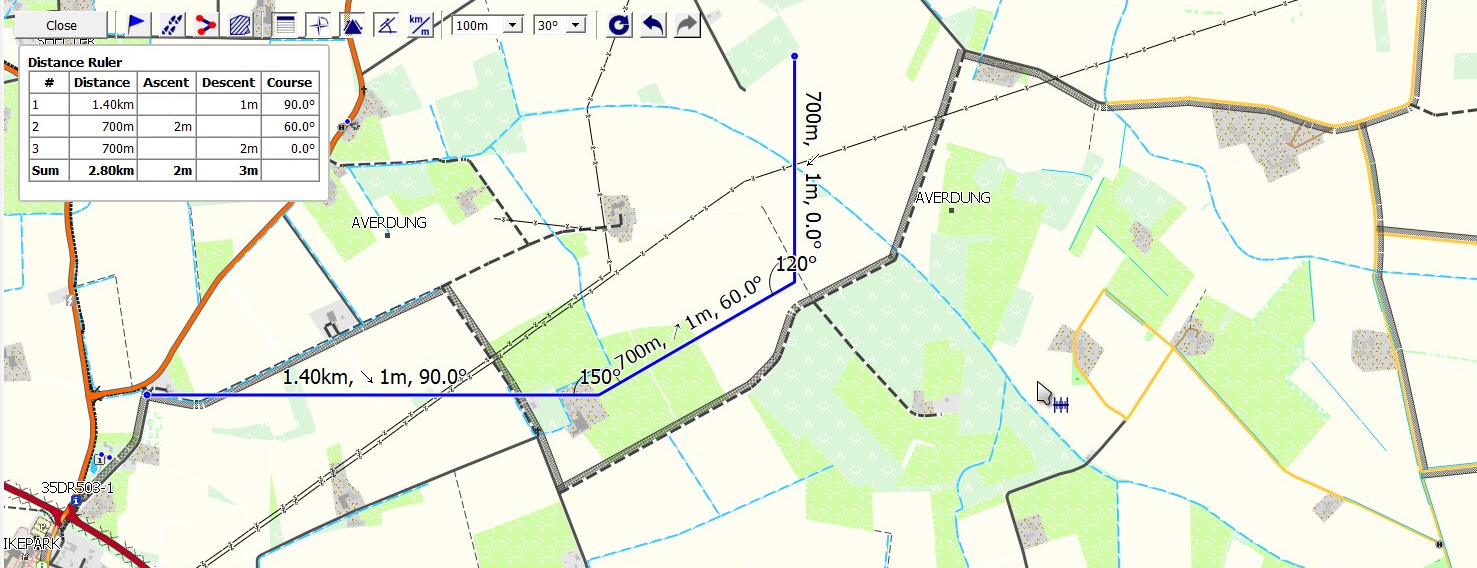 Close
km/m
100m
30°
SHELTER
Distance Ruler
# Distance Ascent Descent Course
1 1.40km 1m 90.0°
2 700m 2m 60.0°
3 700m 2m 0.0°
Sum 2.80km 2m 3m
AVERDUNG
AVERDUNG
700m, ↙ 1m, 0.0°
120°
700m, ↗ 1m, 60.0°
150°
1.40km, ↘ 1m, 90.0°
35DR503-1
IKEPARK